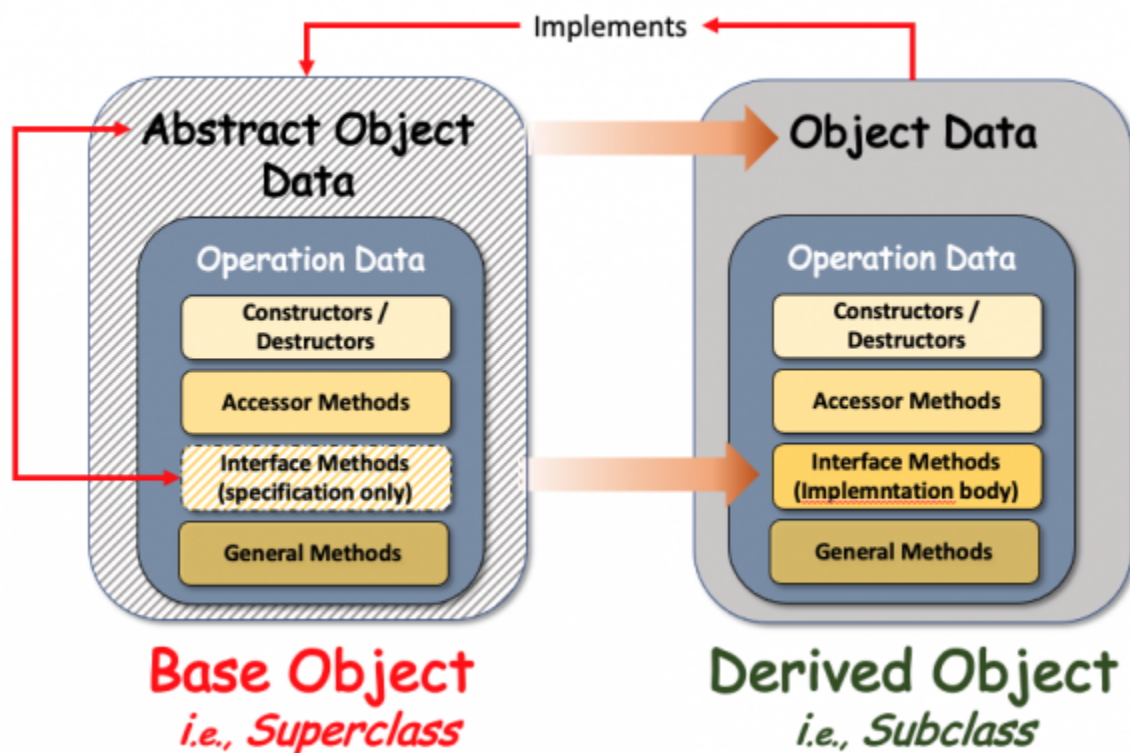 Implements
Abstract Object
Data
Operation Data
Constructors /
Destructors
Accessor Methods
Interface Methods
(specification only)
General Methods
Base Object
i.e., Superclass
Object Data
Operation Data
Constructors /
Destructors
Accessor Methods
Interface Methods
(Implemntation body)
General Methods
Derived Object
i.e., Subclass